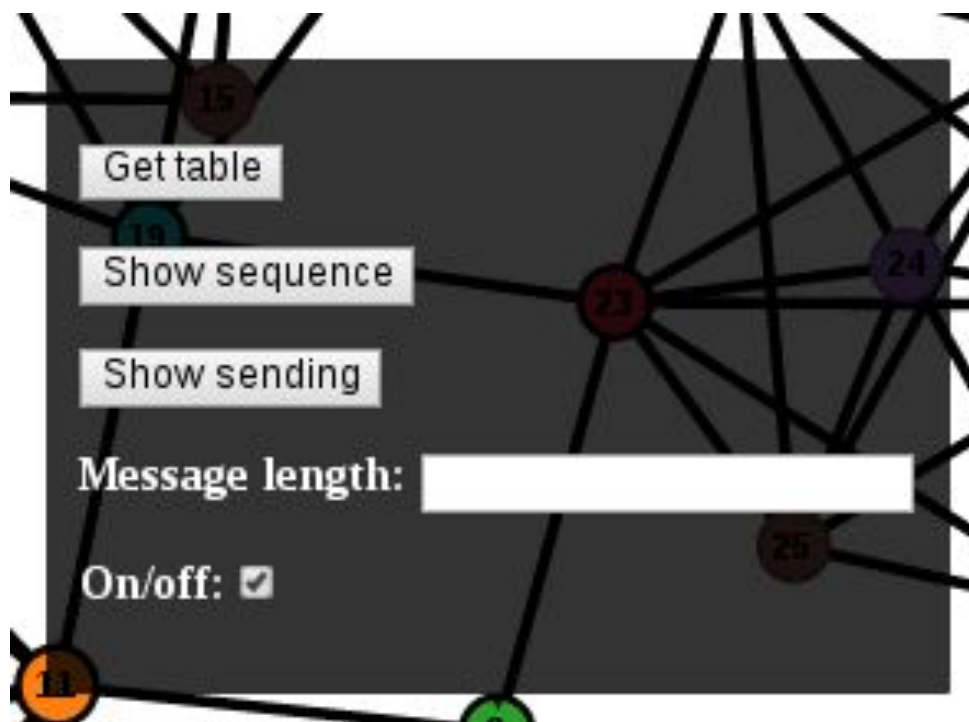 15
Get table
19
Show sequence
24
23
Show sending
Message length:
25
On/off:
11